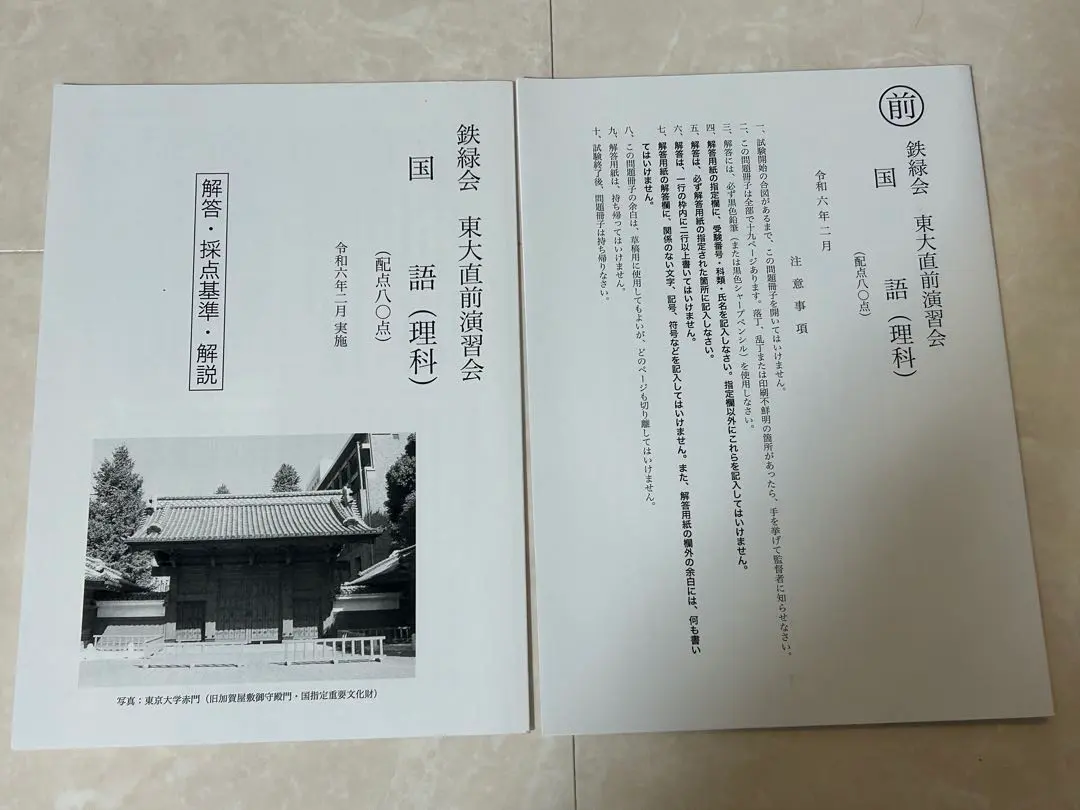 鉄緑会 東大直前演習会
国 語（理科）
（配点八〇点）
令和六年二月 実施
解答・採点基準・解説
写真：東京大学赤門（旧加賀屋敷御守殿門・国指定重要文化財）
前
鉄緑会 東大直前演習会
国 語（理科）
（配点八〇点）
令和六年二月
注意事項
一、試験開始の合図があるまで、この問題冊子を開いてはいけません。
二、この問題冊子は全部で十九ページあります。落丁、乱丁または印刷不鮮明の箇所があったら、手を挙げて監督者に知らせなさい。
三、解答には、必ず黒色鉛筆（または黒色シャープペンシル）を使用しなさい。
四、解答用紙の指定欄に、受験番号・科類・氏名を記入しなさい。指定欄以外にこれらを記入してはいけません。
五、解答は、必ず解答用紙の指定された箇所に記入しなさい。
六、解答は、一行の枠内に二行以上書いてはいけません。
七、解答用紙の解答欄に、関係のない文字、記号、符号などを記入してはいけません。また、解答用紙の欄外の余白には、何も書い
てはいけません。
八、この問題冊子の余白は、草稿用に使用してもよいが、どのページも切り離してはいけません。
九、解答用紙は、持ち帰ってはいけません。
十、試験終了後、問題冊子は持ち帰りなさい。